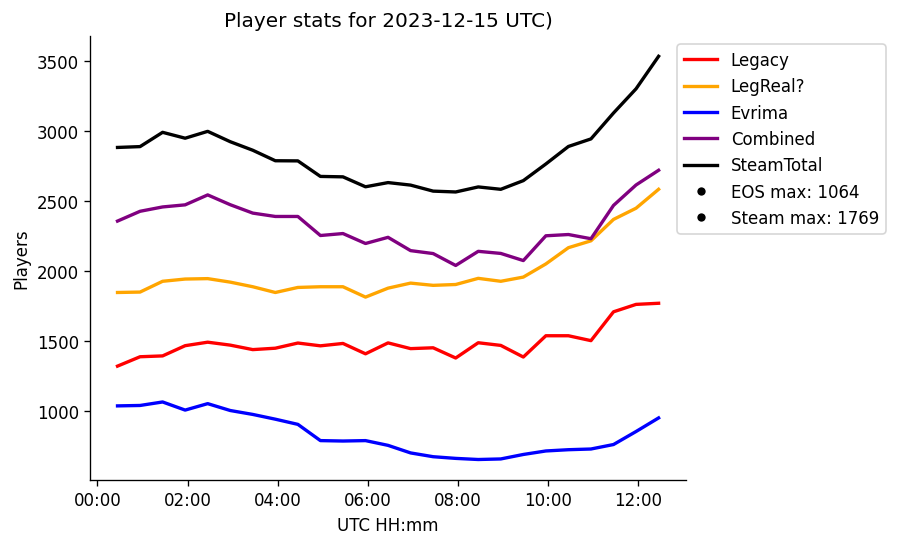 Player stats for 2023-12-15 UTC)
3500
3000
2500
2000
1500
1000
Players
00:00 02:00 04:00 06:00 08:00 10:00 12:00
UTC HH:mm
Legacy
LegReal?
Evrima
Combined
SteamTotal
EOS max: 1064
Steam max: 1769